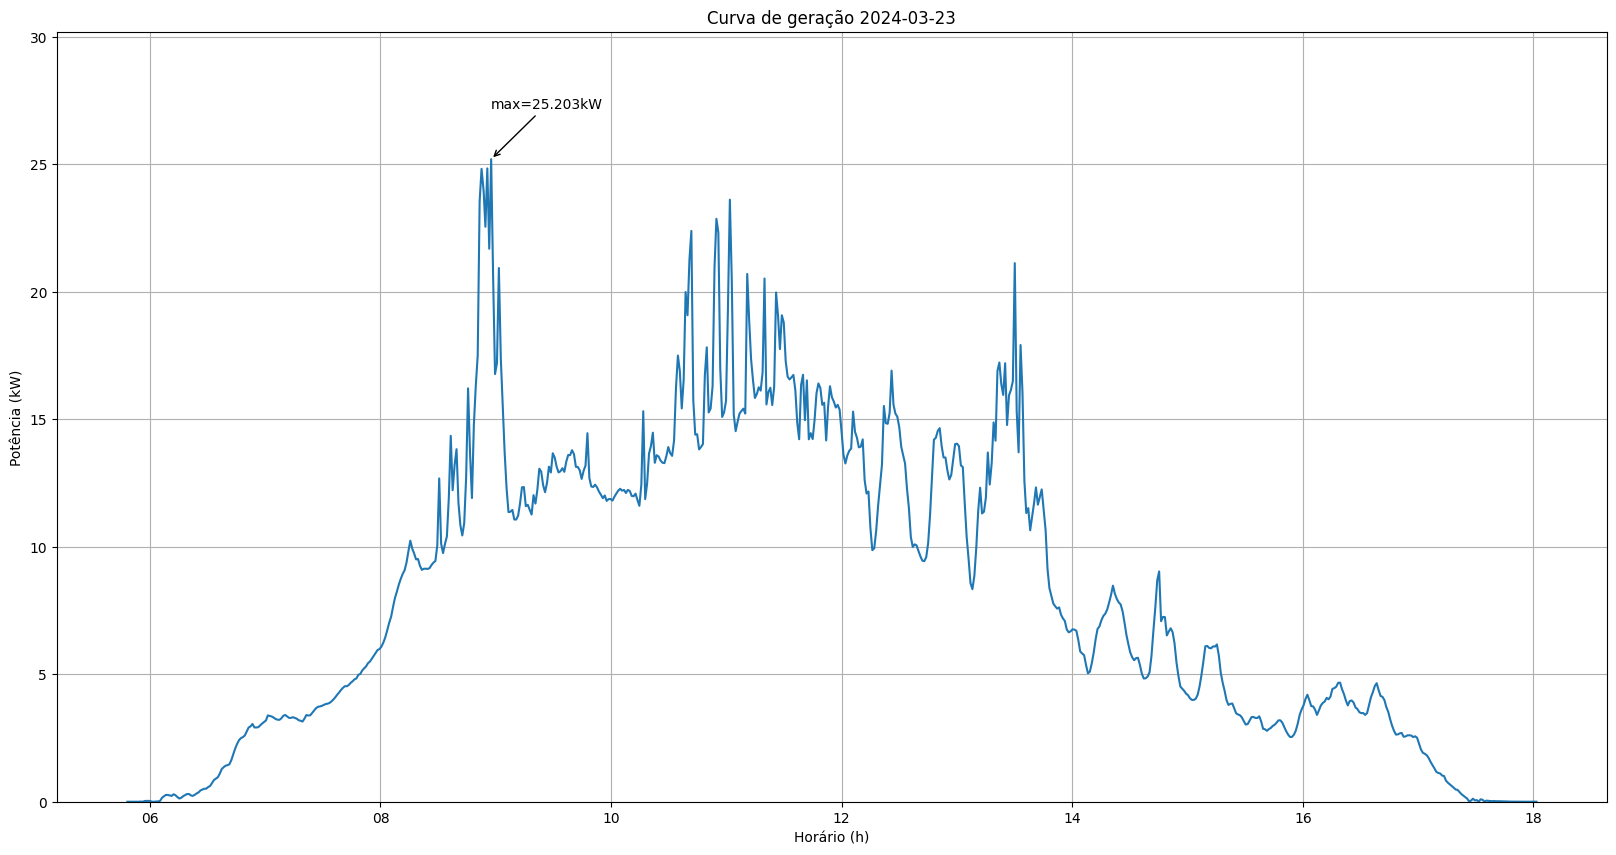 Curva de geração 2024-03-23
30
max=25.203kW
25
20
15
10
5
0
Potência (kW)
06 08 10 12 14 16 18
Horário (h)